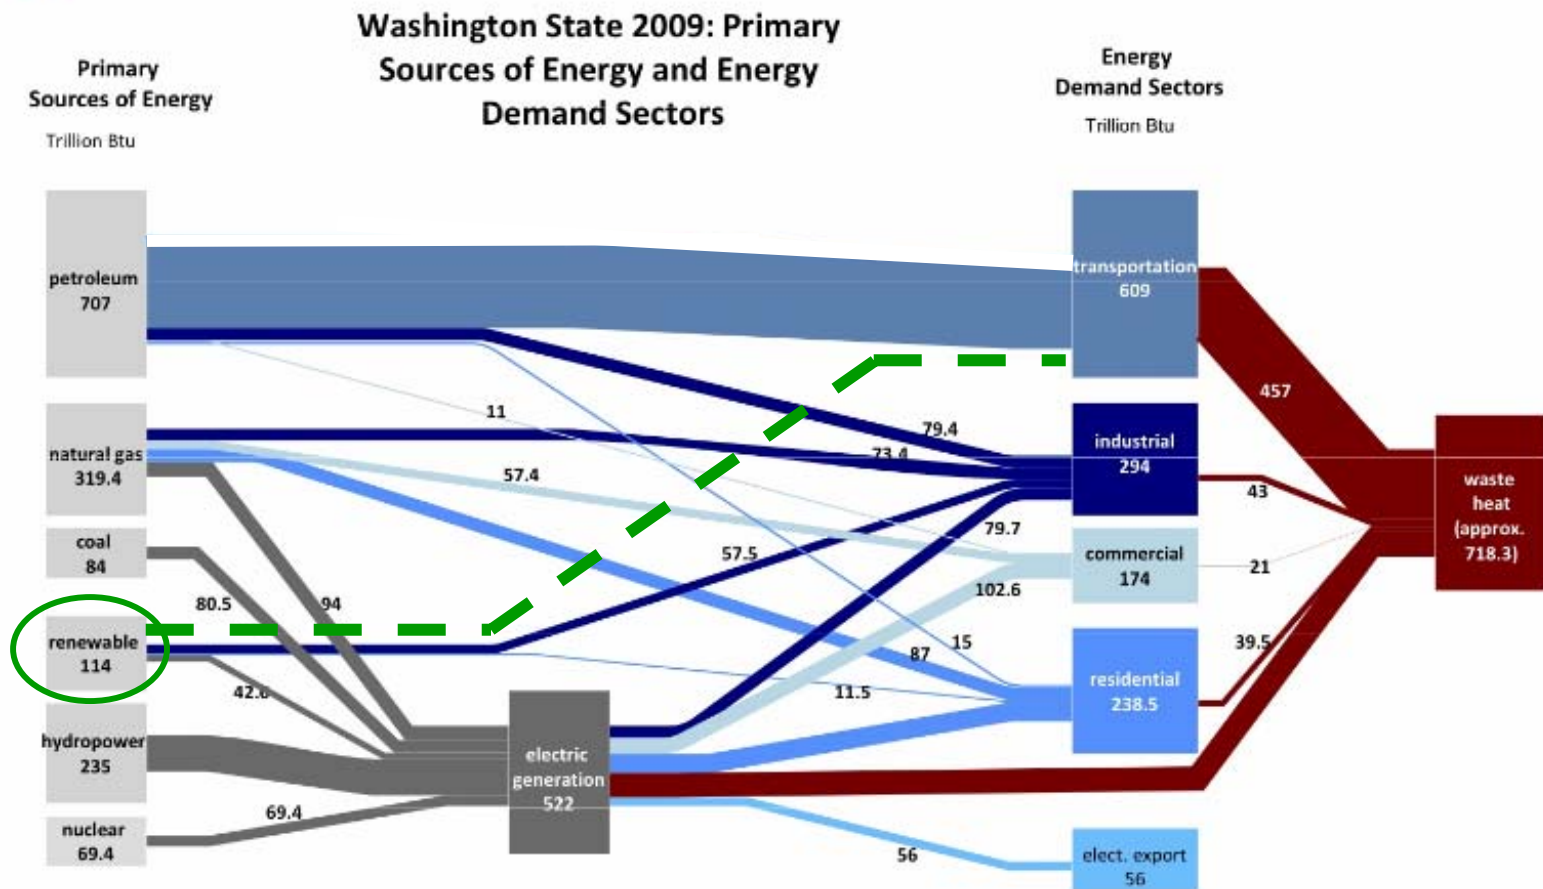 Washington State 2009: Primary
Sources of Energy and Energy
Demand Sectors
Primary
Sources of Energy
Trillion Btu
Energy
Demand Sectors
Trillion Btu
petroleum
707
natural gas
319.4
coal
84
renewable
114
hydropower
235
nuclear
69.4
11
57.4
79.4
73.4
57.5
79.7
102.6
80.5
94
42.6
87
15
11.5
69.4
56
electric
generation
522
transportation
609
industrial
294
commercial
174
residential
238.5
elect. export
56
457
43
21
39.5
waste
heat
(approx.
718.3)